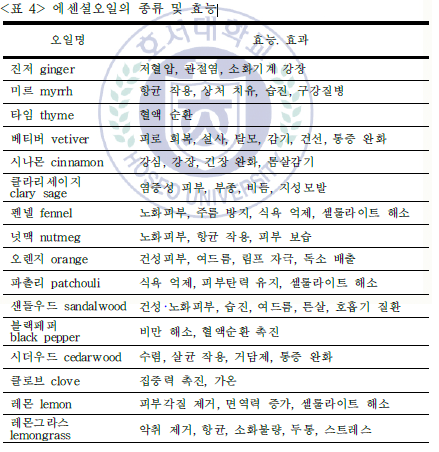 <표 4> 에센셜오일의 종류 및 효능
오일명 효능. 효과
진저 ginger 저혈압, 관절염, 소화기계 강장
미르 myrrh 항균 작용, 상처 치유, 습진, 구강질병
타임 thyme 혈액 순환
베티버 vetiver 피로 회복, 설사, 탈모, 감기, 건선, 통증 완화
시나몬 cinnamon 강심, 강장, 긴장 완화, 몸살감기
클라리세이지
clary sage 염증성 피부, 부종, 비듬, 지성모발
펜넬 fennel 노화피부, 주름 방지, 식욕 억제, 셀룰라이트 해소
넛맥 nutmeg 노화피부, 항균 작용, 피부 보습
오렌지 orange 건성피부, 여드름, 림프 자극, 독소 배출
파촐리 patchouli 식욕 억제, 피부탄력 유지, 셀룰라이트 해소
샌들우드 sandalwood 건성·노화피부, 습진, 여드름, 튼살, 호흡기 질환
블랙페퍼
black pepper 비만 해소, 혈액순환 촉진
시더우드 cedarwood 수렴, 살균 작용, 거담제, 통증 완화
클로브 clove 집중력 촉진, 가온
레몬 lemon 피부각질 제거, 면역력 증가, 셀룰라이트 해소
레몬그라스
lemongrass 악취 제거, 항균, 소화불량, 두통, 스트레스
호서대학교
HOSEO UNIVERSITY